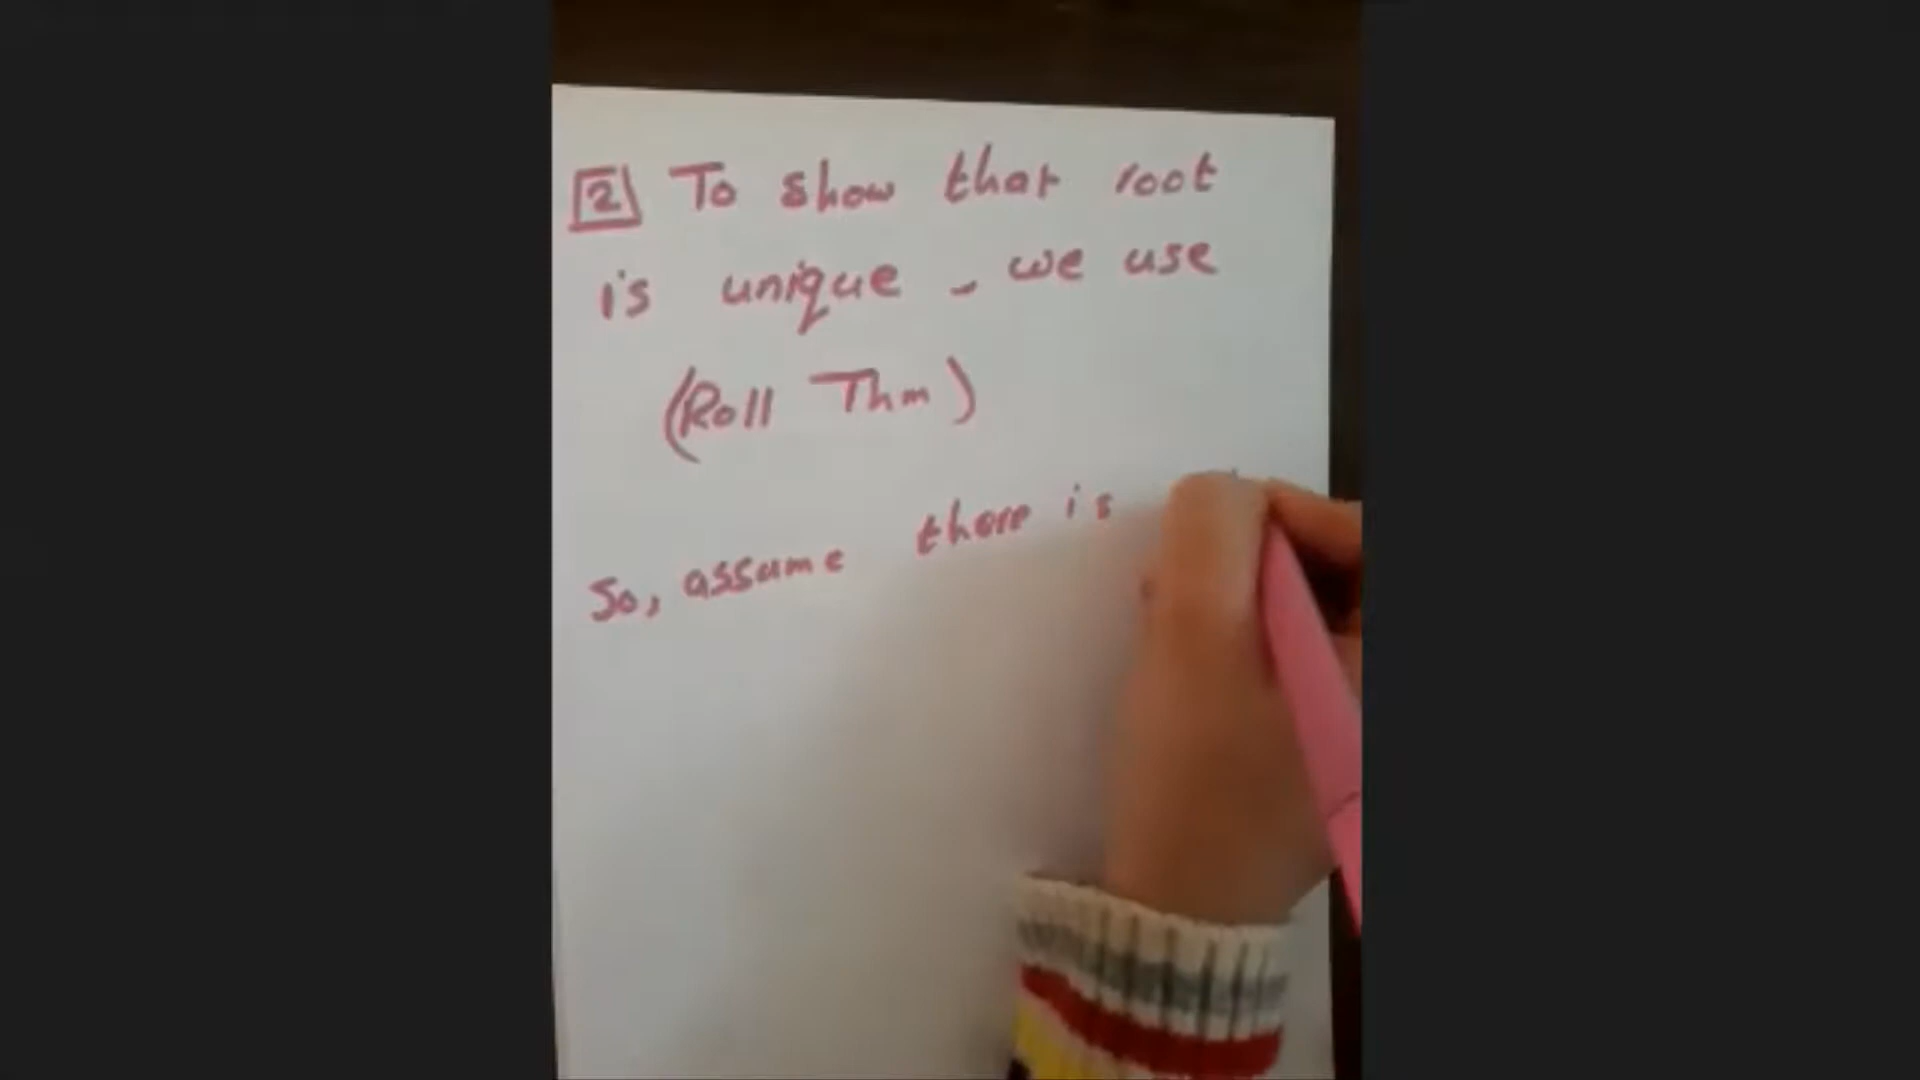 2 To show that root
is unique - we use
(Roll Thm)
So, assume there is